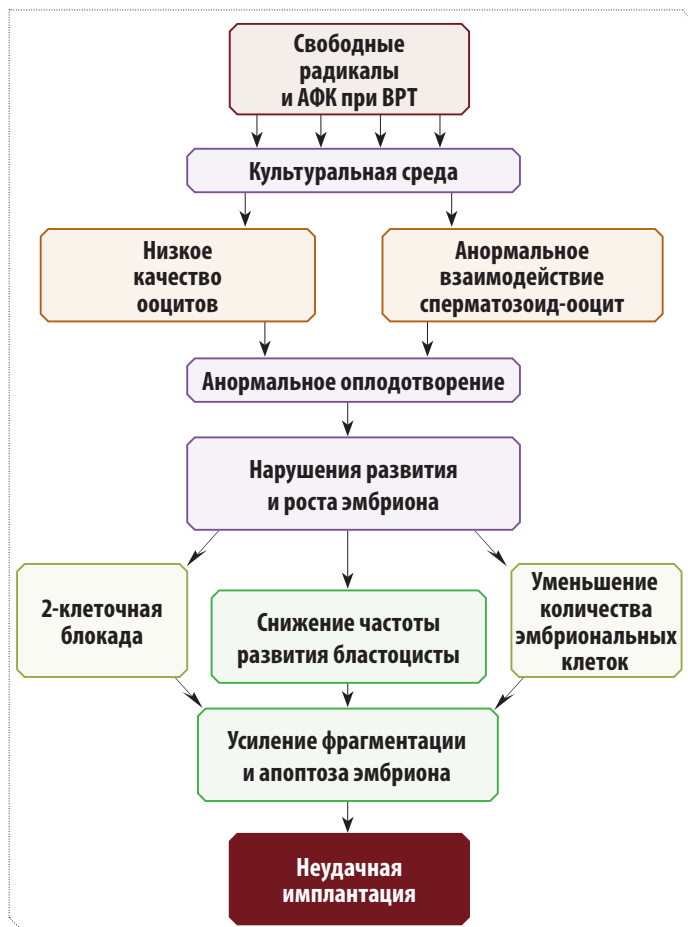 Свободные
радикалы
и АФК при ВРТ
Культуральная среда
Низкое
качество
ооцитов
Анормальное
взаимодействие
сперматозоид-ооцит
Анормальное оплодотворение
Нарушения развития
и роста эмбриона
2-клеточная
блокада
Снижение частоты
развития бластоцисты
Уменьшение
количества
эмбриональных
клеток
Усиление фрагментации
и апоптоза эмбриона
Неудачная
имплантация